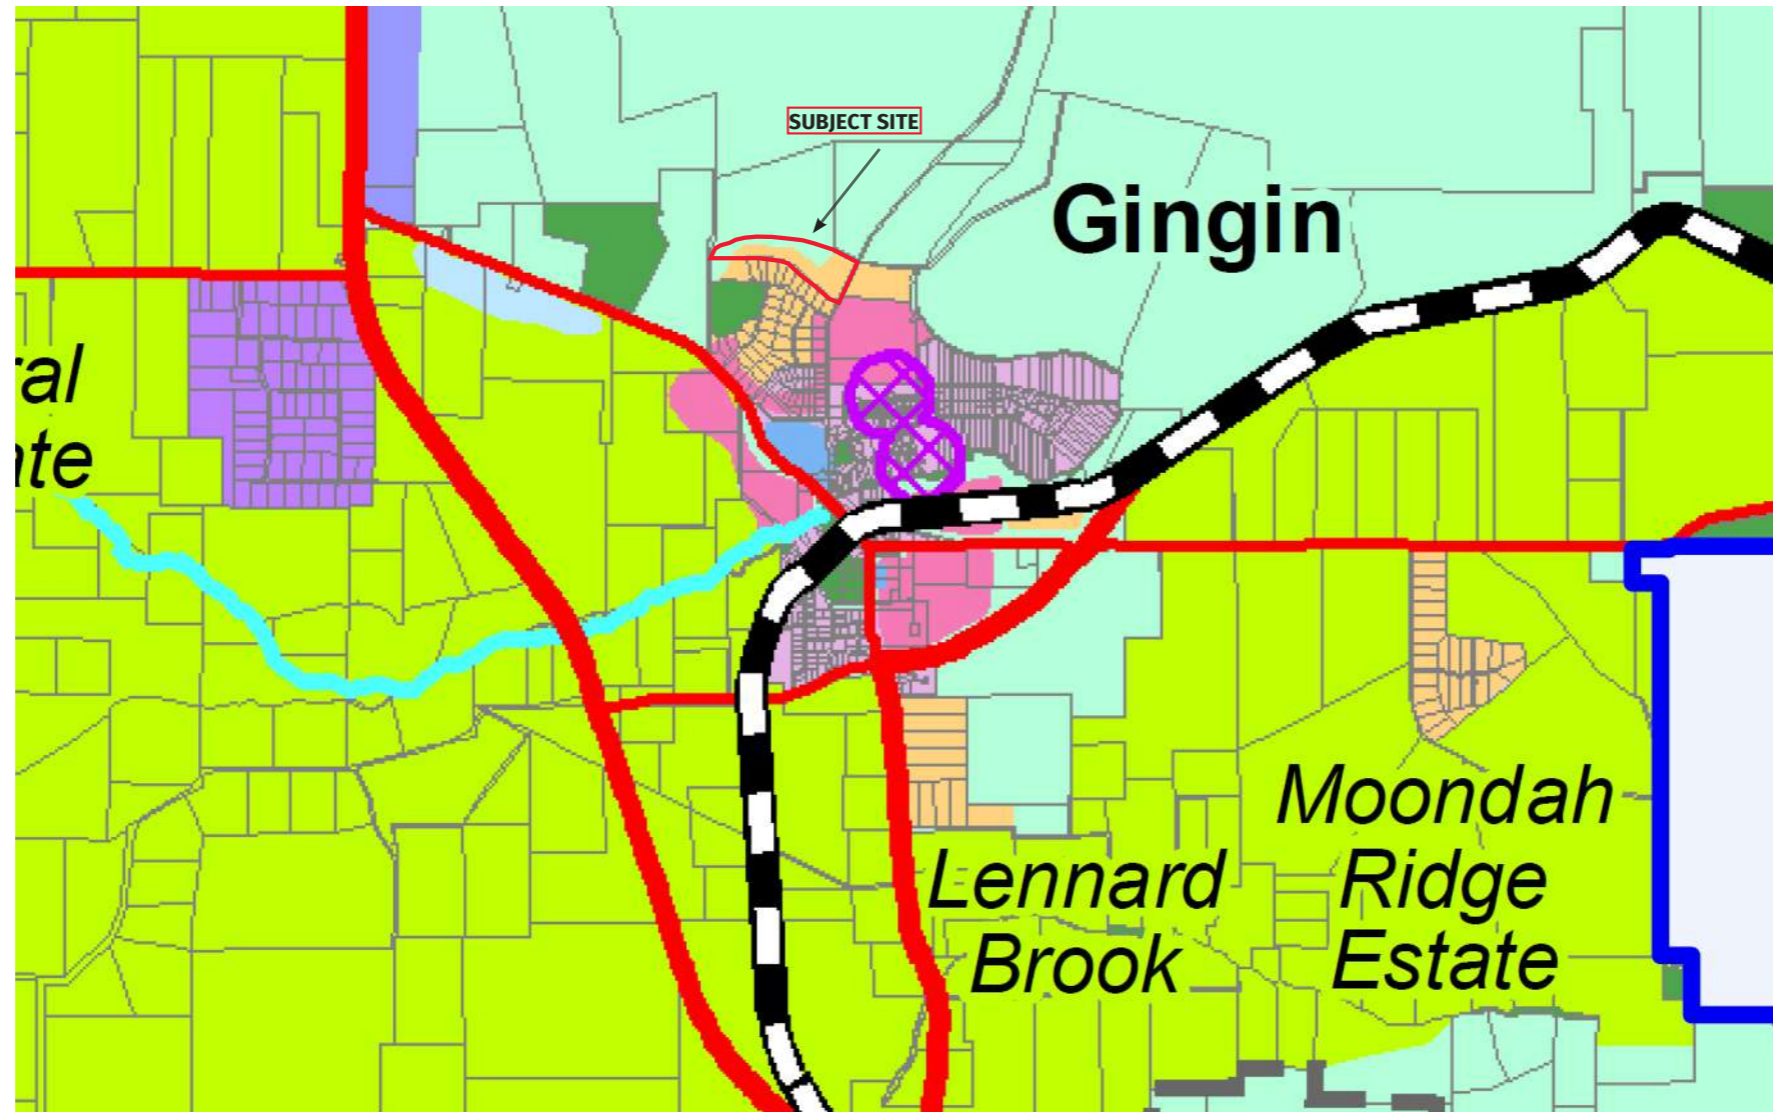 SUBJECT SITE
Gingin
ral
ate
Moondah
Ridge
Estate
Lennard
Brook